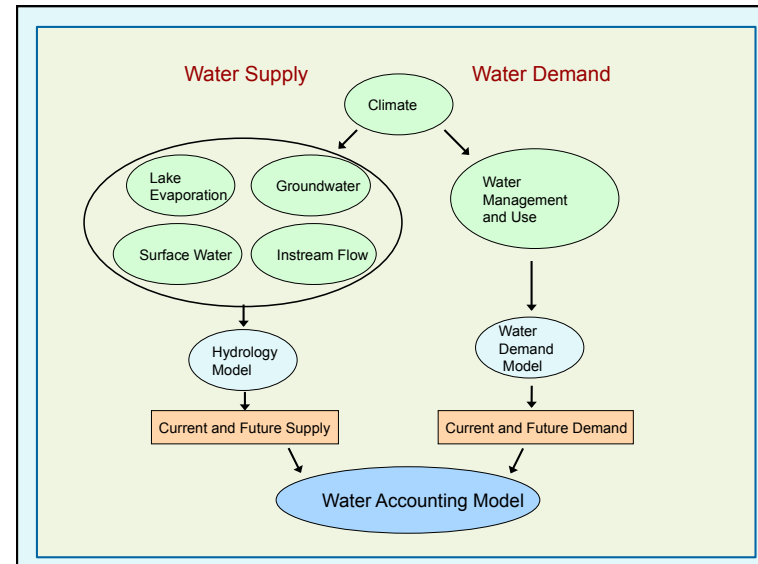 Water Supply
Water Demand
Climate
Lake
Evaporation
Groundwater
Water
Management
and Use
Surface Water
Instream Flow
Hydrology
Model
Water
Demand
Model
Current and Future Supply
Current and Future Demand
Water Accounting Model